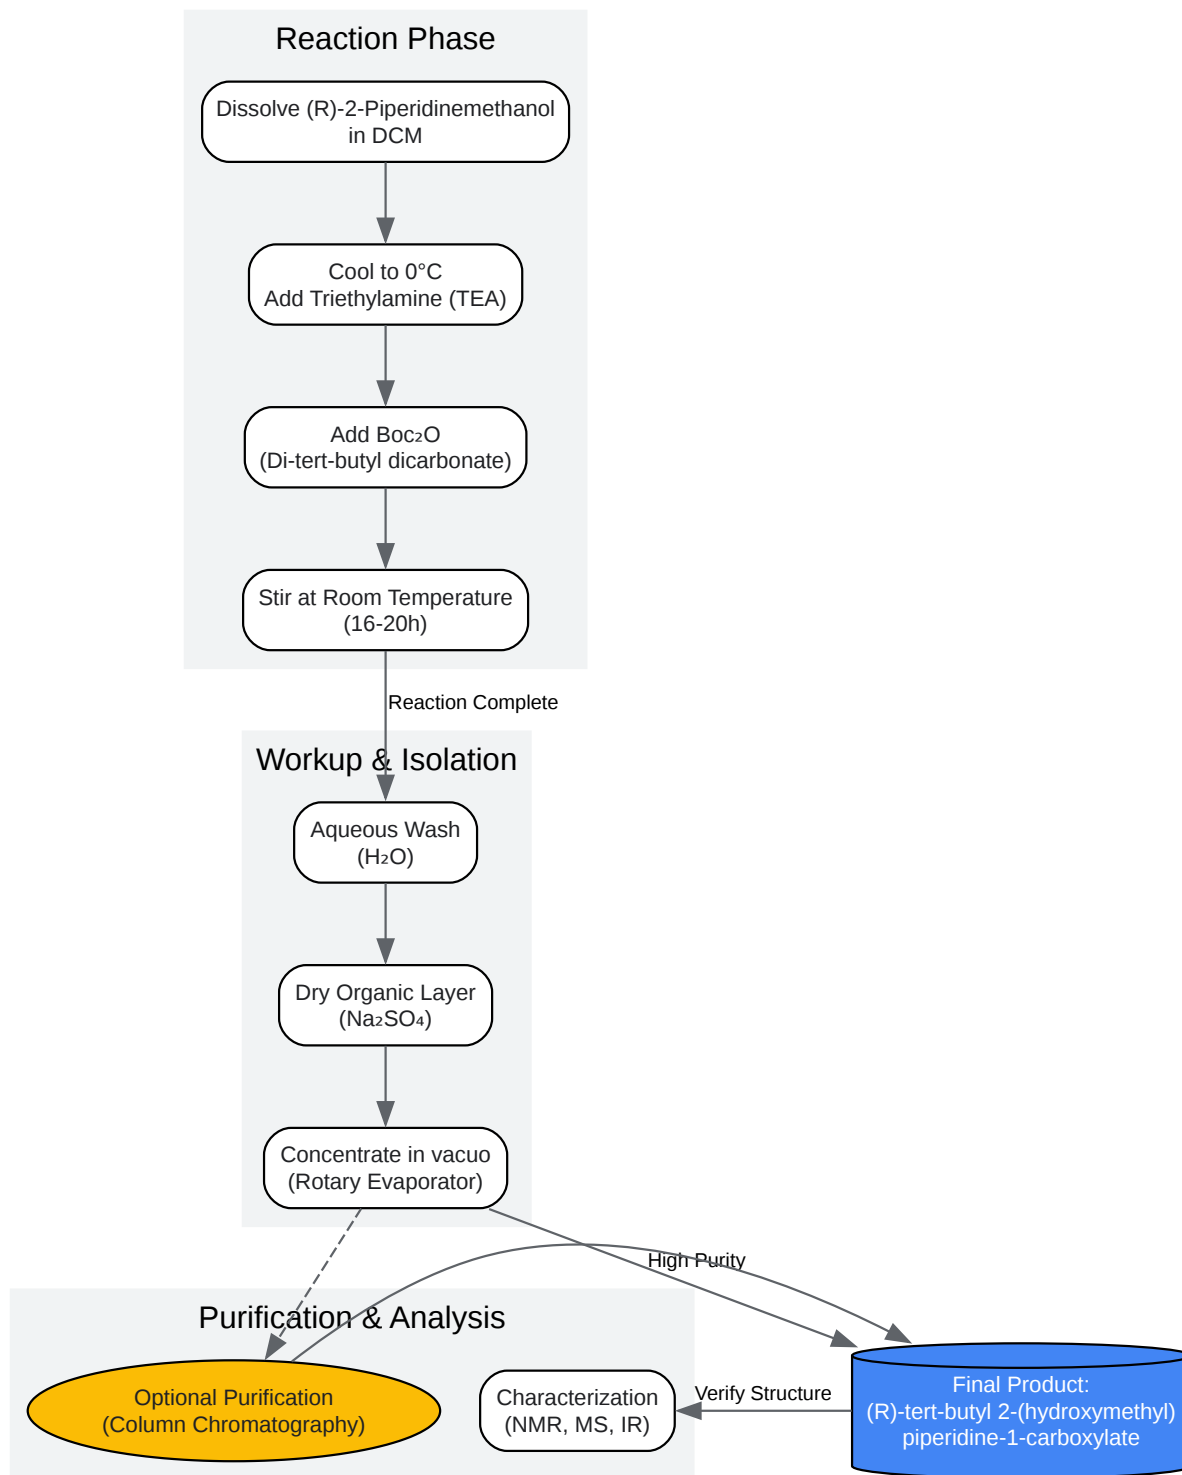 Reaction Phase
Dissolve (R)-2-Piperidinemethanol
in DCM
Cool to 0°C
Add Triethylamine (TEA)
Add Boc₂O
(Di-tert-butyl dicarbonate)
Stir at Room Temperature
(16-20h)
Reaction Complete
Workup & Isolation
Aqueous Wash
(H₂O)
Dry Organic Layer
(Na₂SO₄)
Concentrate in vacuo
(Rotary Evaporator)
High Purity
Purification & Analysis
Optional Purification
(Column Chromatography)
Characterization
(NMR, MS, IR)
Verify Structure
Final Product:
(R)-tert-butyl 2-(hydroxymethyl)
piperidine-1-carboxylate